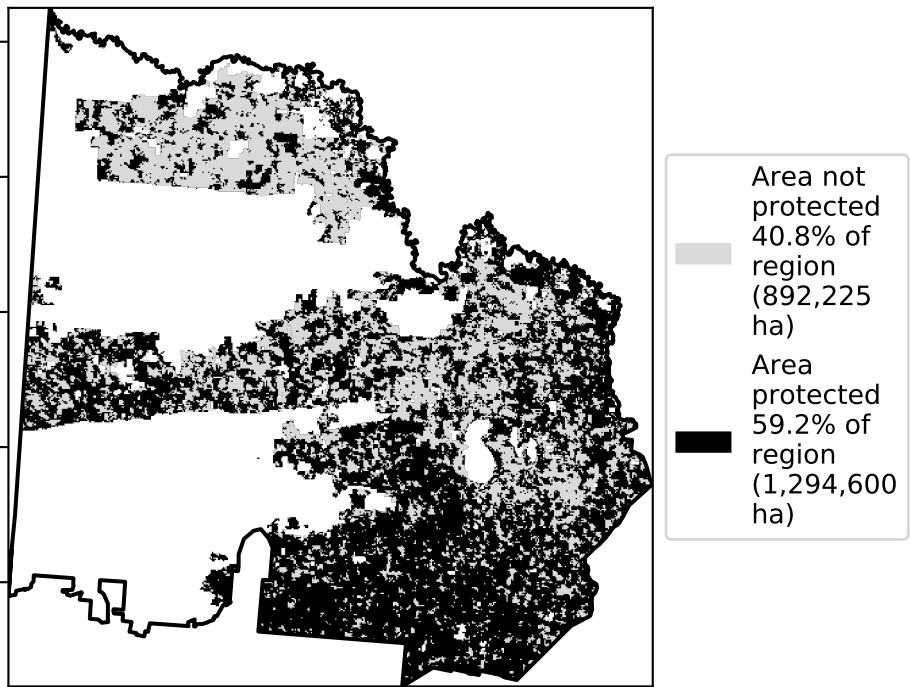 Area not
protected
40.8% of
region
(892,225
ha)
Area
protected
59.2% of
region
(1,294,600
ha)